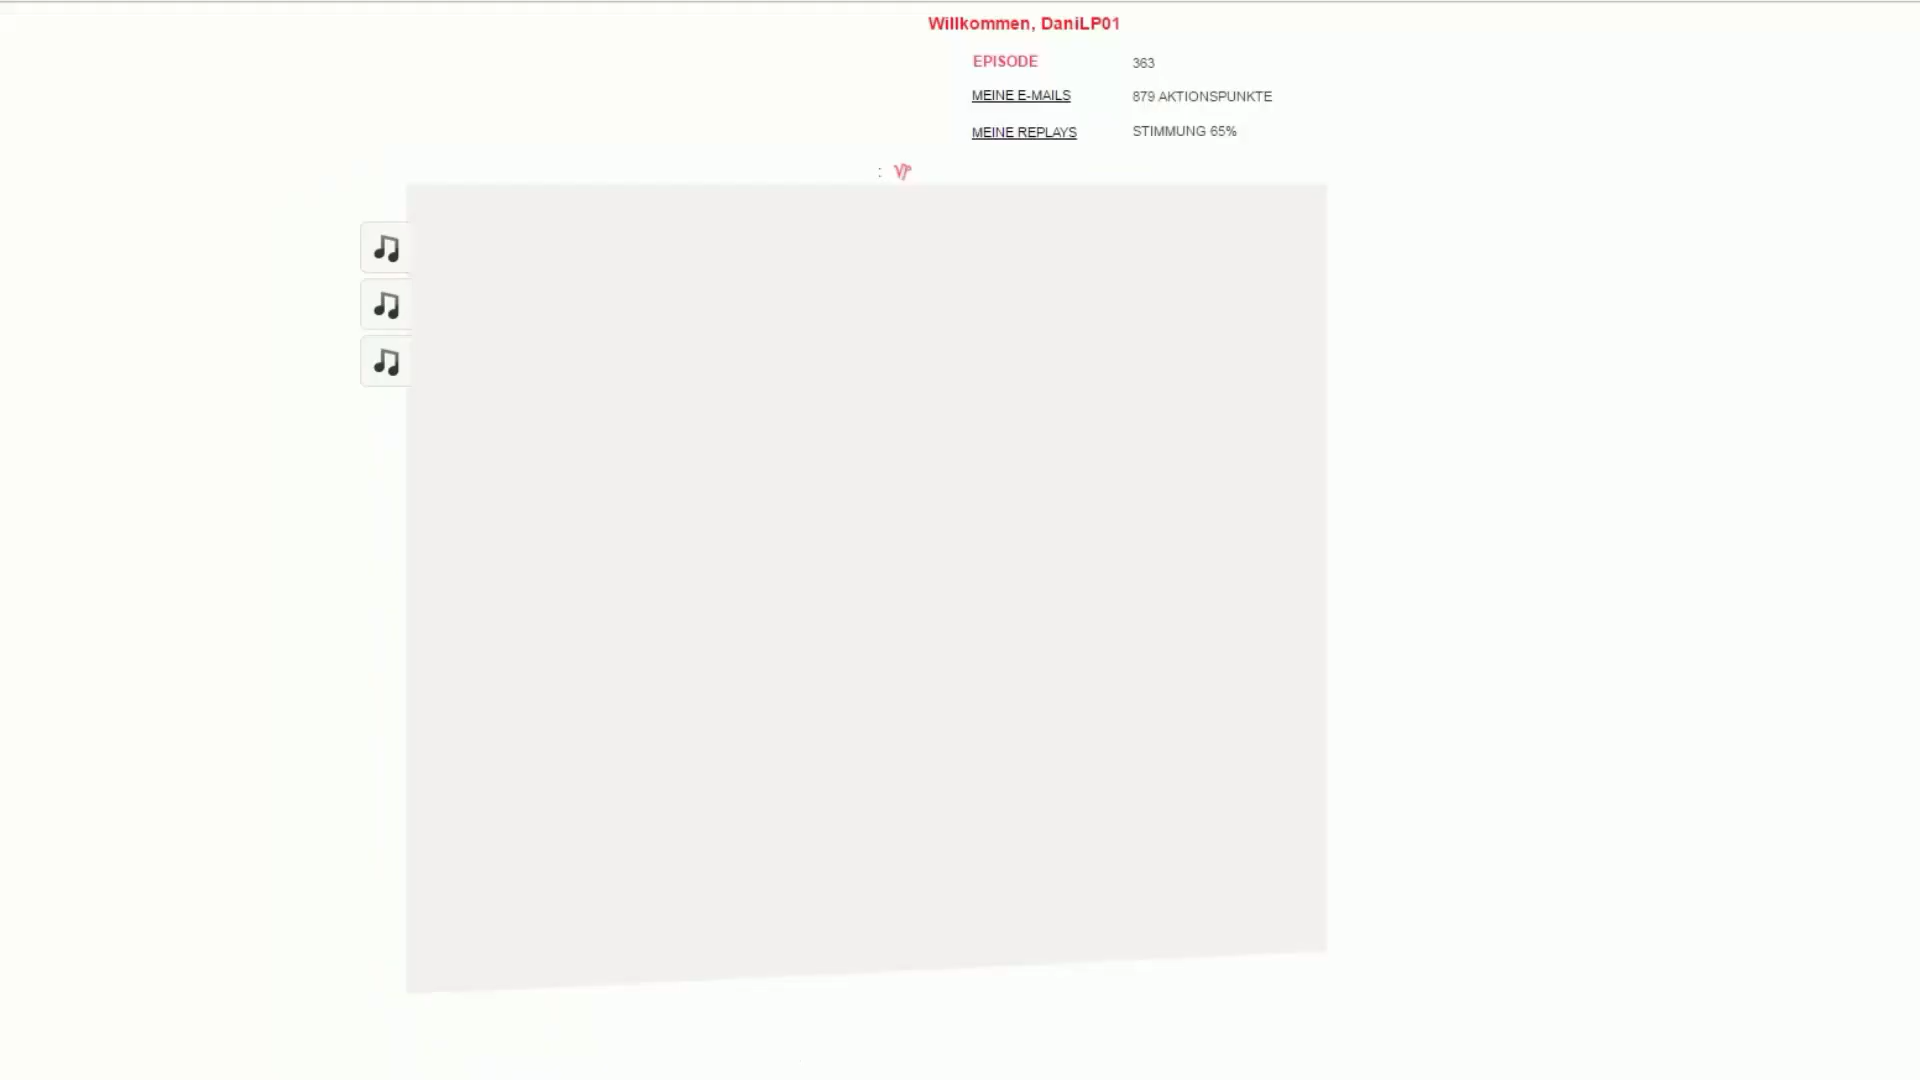 Willkommen, DaniLP01
EPISODE 363
MEINE E-MAILS 879 AKTIONSPUNKTE
MEINE REPLAYS STIMMUNG 65%
: